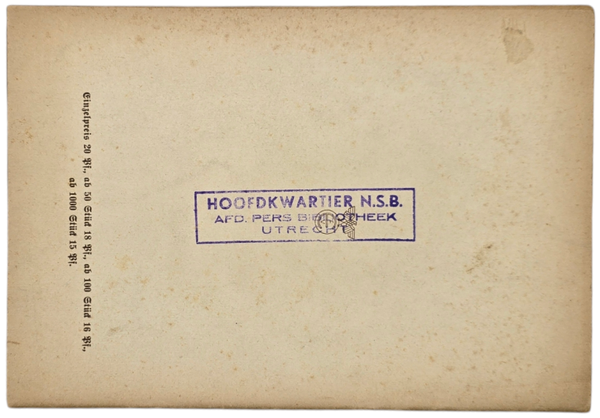 Einzelpreis 20 Pf., ab 50 Stück 18 Pf., ab 100 Stück 16 Pf.,
ab 1000 Stück 15 Pf.
HOOFDKWARTIER N.S.B.
AFD. PERS BIBLIOTHEEK
UTRECHT